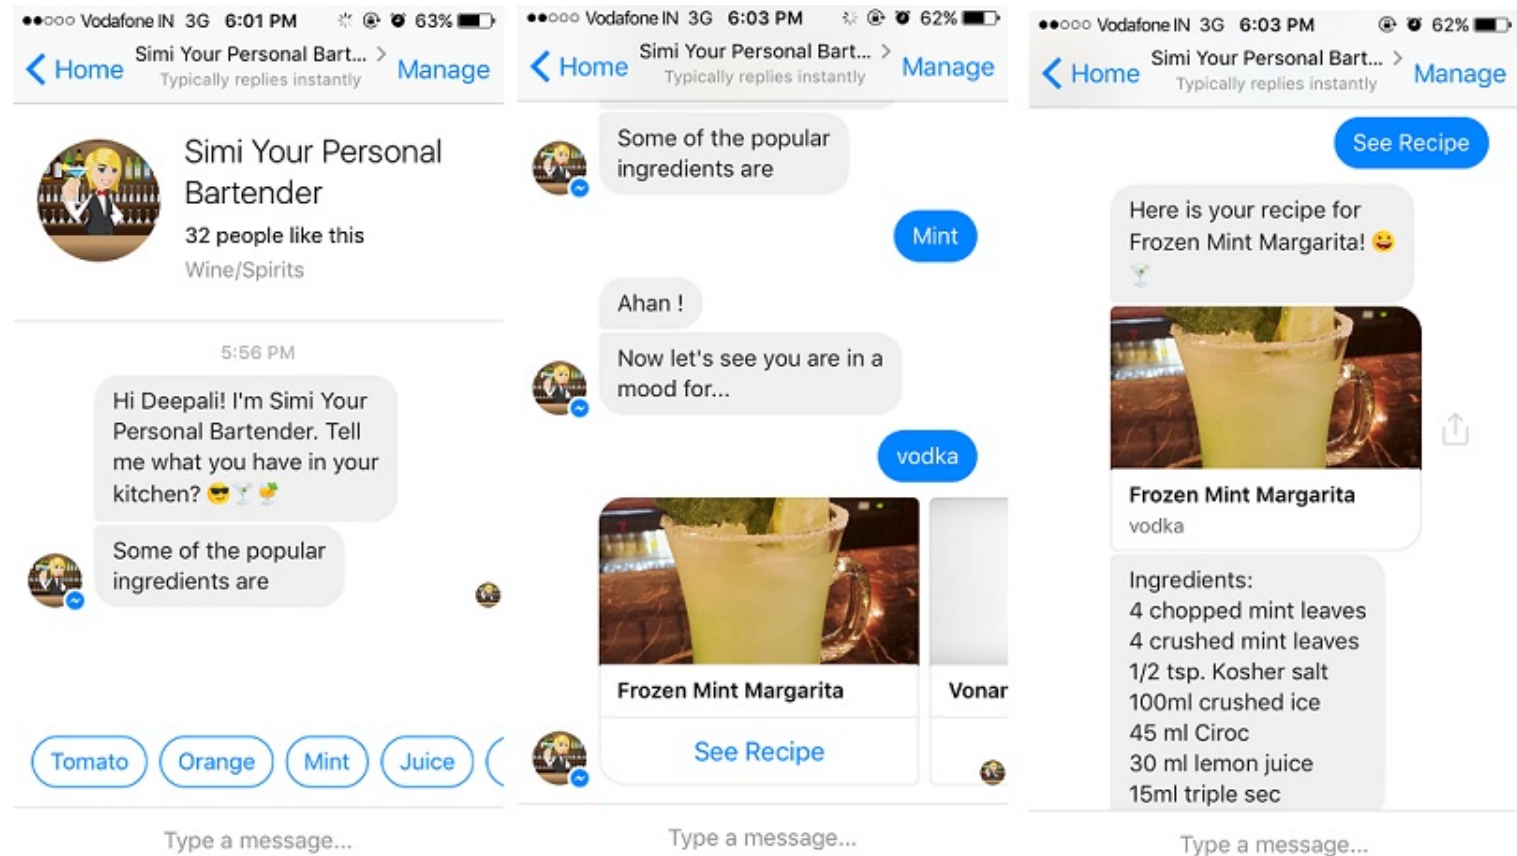 Vodafone IN 3G 6:01 PM 63%
Home
Simi Your Personal Bart...
Typically replies instantly
Manage
Simi Your Personal
Bartender
32 people like this
Wine/Spirits
5:56 PM
Hi Deepali! I'm Simi Your
Personal Bartender. Tell
me what you have in your
kitchen? 😎🍸🍹
Some of the popular
ingredients are
Tomato
Orange
Mint
Juice
Type a message...
Vodafone IN 3G 6:03 PM 62%
Home
Simi Your Personal Bart...
Typically replies instantly
Manage
Some of the popular
ingredients are
Mint
Ahan !
Now let's see you are in a
mood for...
vodka
Frozen Mint Margarita
See Recipe
Vonar
Type a message...
Vodafone IN 3G 6:03 PM 62%
Home
Simi Your Personal Bart...
Typically replies instantly
Manage
See Recipe
Here is your recipe for
Frozen Mint Margarita! 😀
🍸
Frozen Mint Margarita
vodka
Ingredients:
4 chopped mint leaves
4 crushed mint leaves
1/2 tsp. Kosher salt
100ml crushed ice
45 ml Ciroc
30 ml lemon juice
15ml triple sec
Type a message...